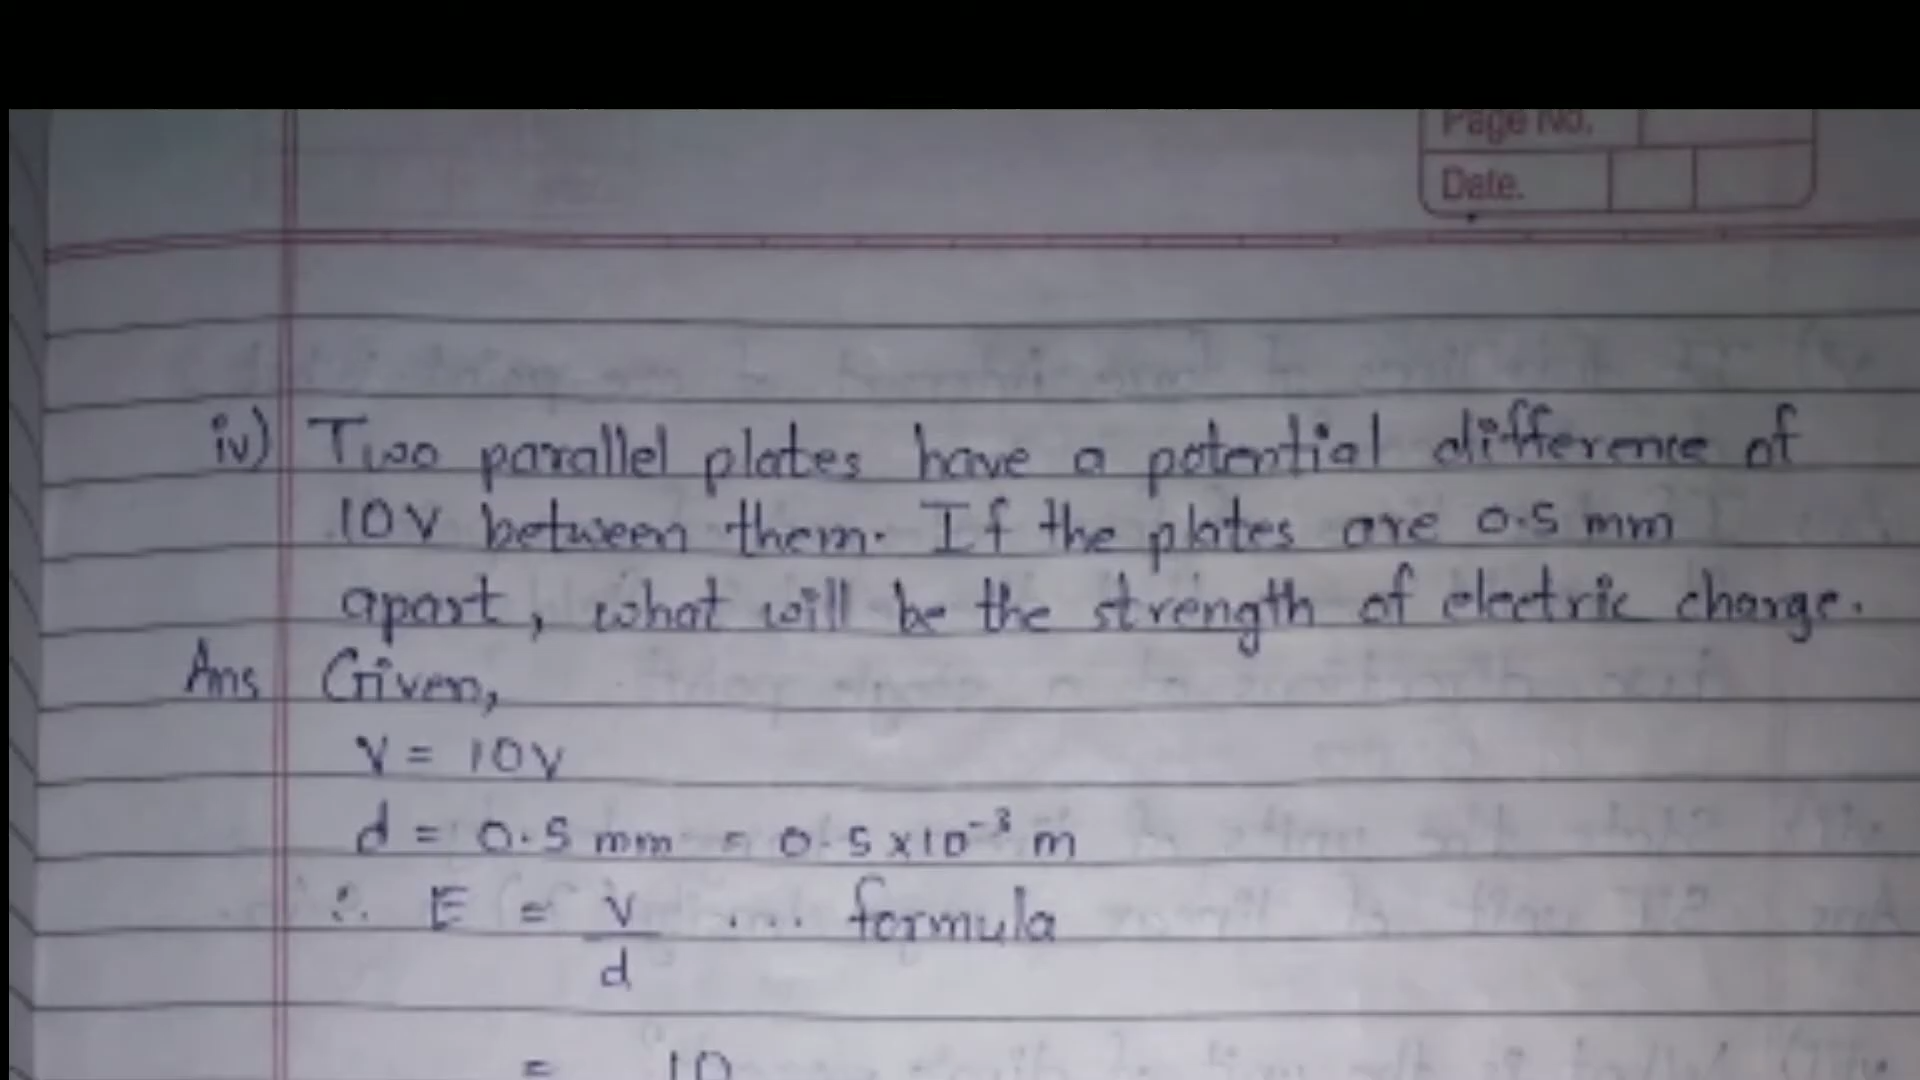 Page No.
Date.
iv) Two parallel plates have a potential difference of
10V between them. If the plates are 0.5 mm
apart, what will be the strength of electric charge.
Ans Given,
V = 10V
d = 0.5 mm = 0.5 x 10⁻³ m
∴ E = V/d ... formula
= 10